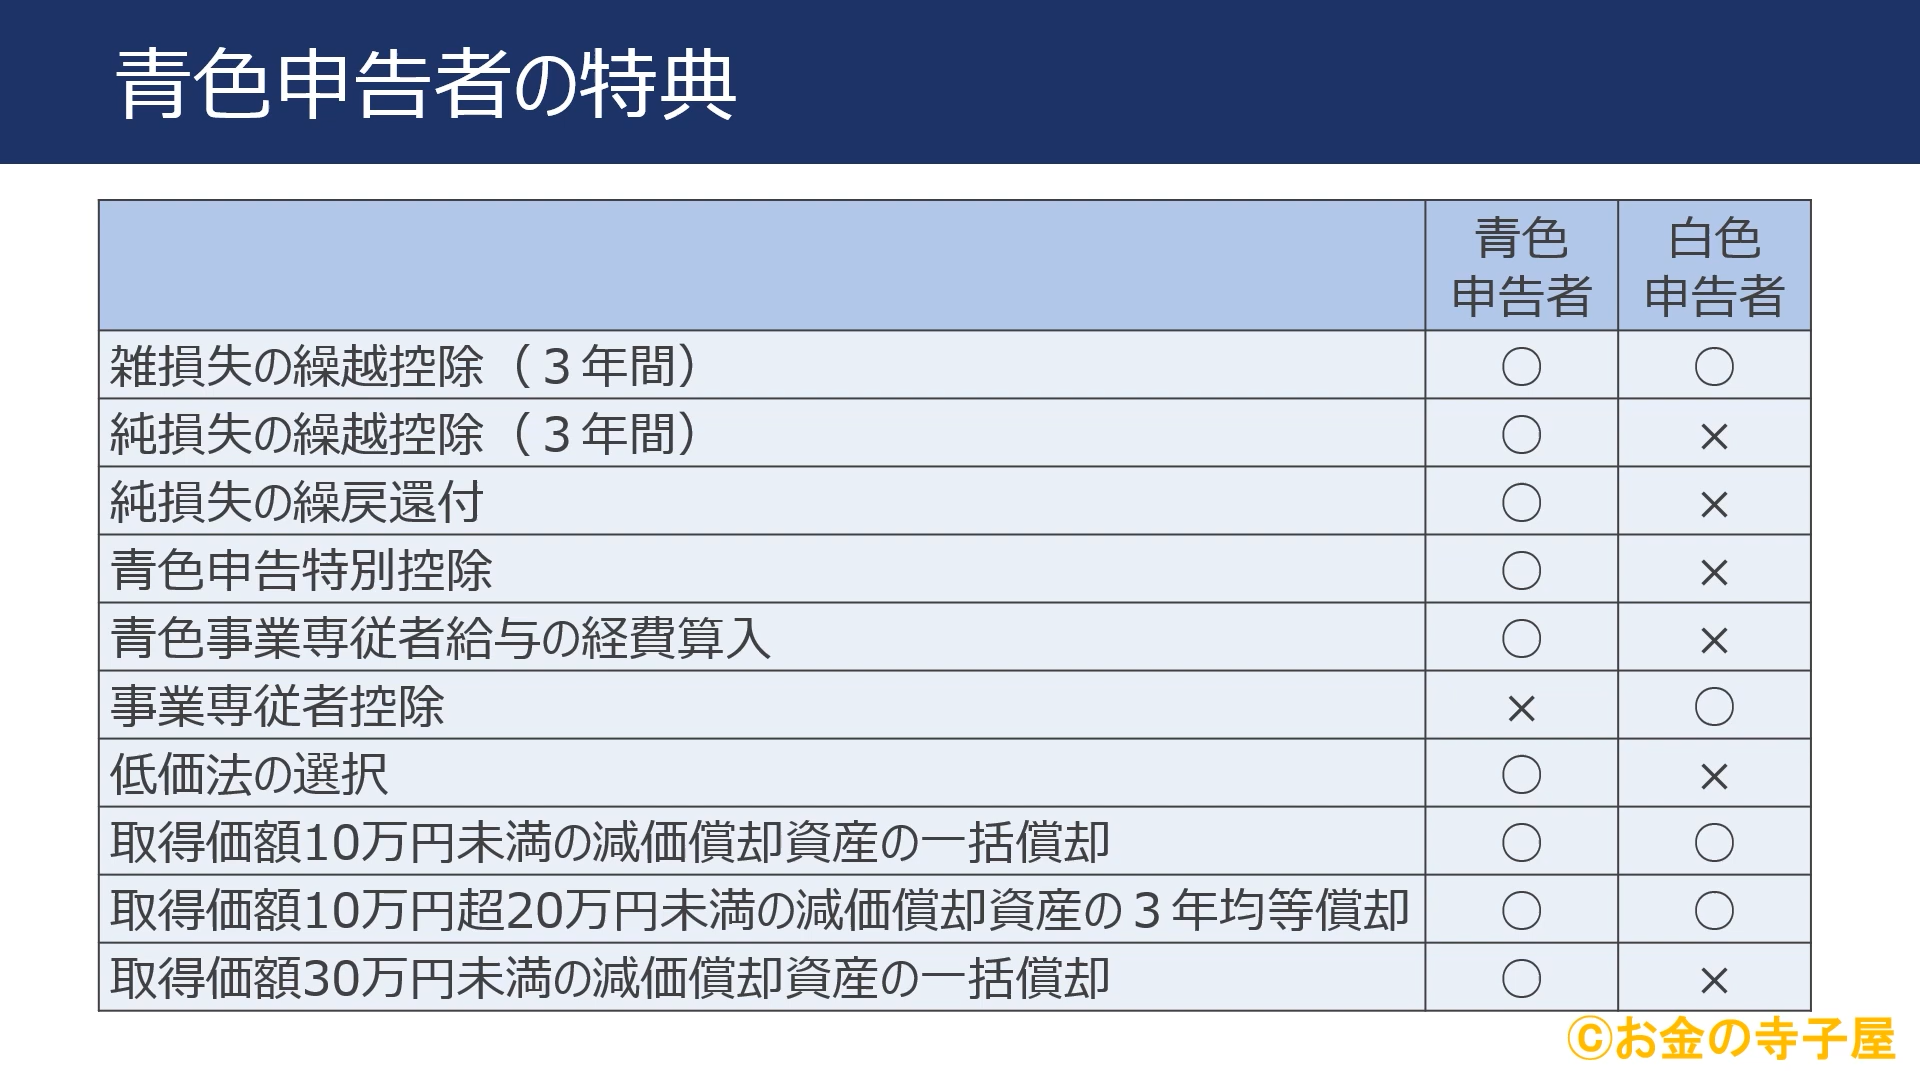 青色申告者の特典
青色
申告者
白色
申告者
雑損失の繰越控除（３年間） ○ ○
純損失の繰越控除（３年間） ○ ×
純損失の繰戻還付 ○ ×
青色申告特別控除 ○ ×
青色事業専従者給与の経費算入 ○ ×
事業専従者控除 × ○
低価法の選択 ○ ×
取得価額10万円未満の減価償却資産の一括償却 ○ ○
取得価額10万円超20万円未満の減価償却資産の３年均等償却 ○ ○
取得価額30万円未満の減価償却資産の一括償却 ○ ×
©お金の寺子屋